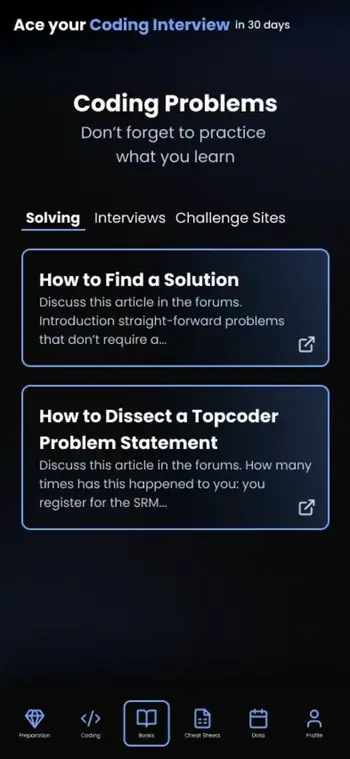 Ace your Coding Interview in 30 days
Coding Problems
Don't forget to practice
what you learn
Solving Interviews Challenge Sites
How to Find a Solution
Discuss this article in the forums.
Introduction straight-forward problems
that don't require a...
How to Dissect a Topcoder
Problem Statement
Discuss this article in the forums. How many
times has this happened to you: you
register for the SRM...
Preparation Coding Books Cheat Sheets Data Profile